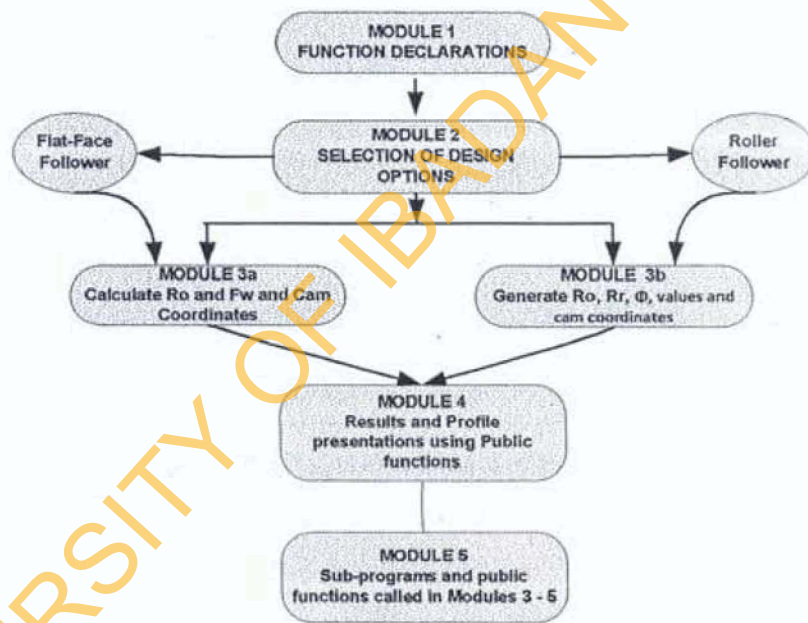 MODULE 1
FUNCTION DECLARATIONS
Flat-Face
Follower
MODULE 2
SELECTION OF DESIGN
OPTIONS
Roller
Follower
MODULE 3a
Calculate Ro and Fw and Cam
Coordinates
MODULE 3b
Generate Ro, Rr, Φ, values and
cam coordinates
MODULE 4
Results and Profile
presentations using Public
functions
MODULE 5
Sub-programs and public
functions called in Modules 3 - 5
RSITY OF IBADAN